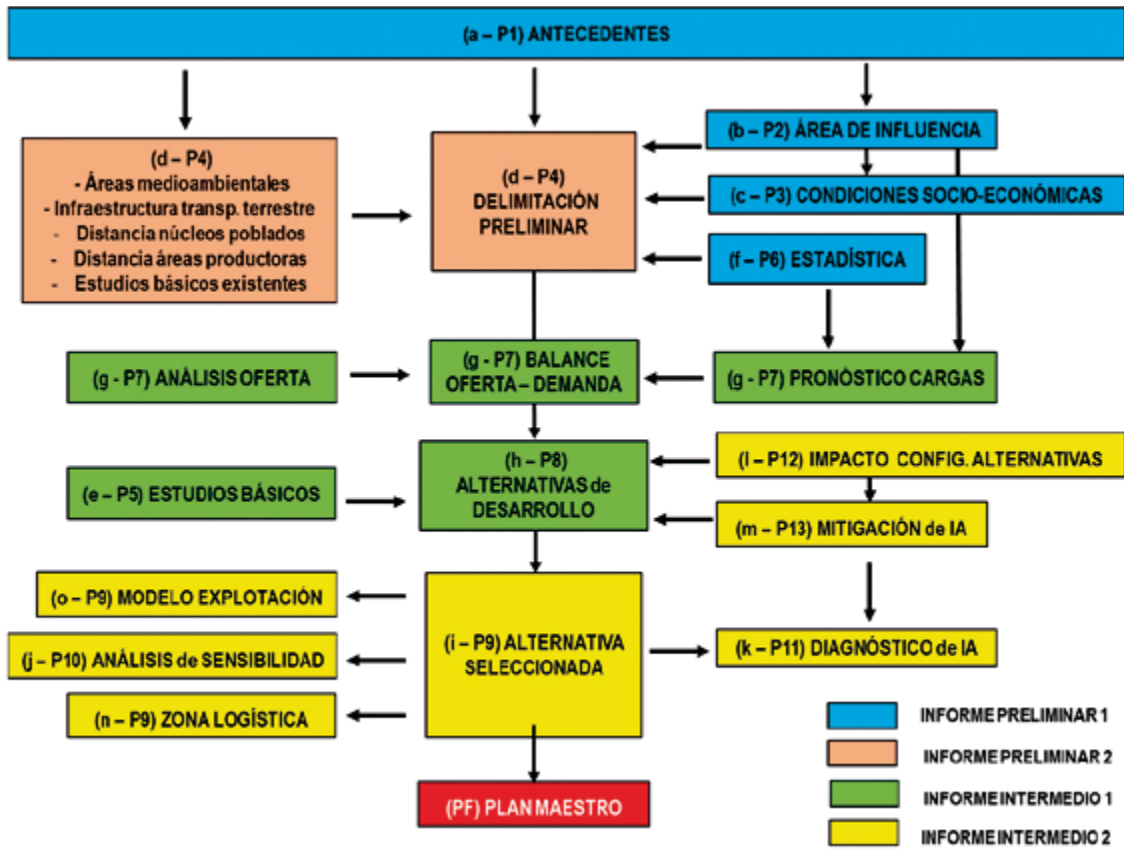 (a – P1) ANTECEDENTES
(d – P4)
- Áreas medioambientales
- Infraestructura transp. terrestre
- Distancia núcleos poblados
- Distancia áreas productoras
- Estudios básicos existentes
(d – P4)
DELIMITACIÓN
PRELIMINAR
(b – P2) ÁREA DE INFLUENCIA
(c – P3) CONDICIONES SOCIO-ECONÓMICAS
(f – P6) ESTADÍSTICA
(g - P7) ANÁLISIS OFERTA
(g - P7) BALANCE
OFERTA – DEMANDA
(g - P7) PRONÓSTICO CARGAS
(e – P5) ESTUDIOS BÁSICOS
(h – P8)
ALTERNATIVAS de
DESARROLLO
(l – P12) IMPACTO CONFIG. ALTERNATIVAS
(m – P13) MITIGACIÓN de IA
(o – P9) MODELO EXPLOTACIÓN
(j – P10) ANÁLISIS de SENSIBILIDAD
(n – P9) ZONA LOGÍSTICA
(i – P9) ALTERNATIVA
SELECCIONADA
(k – P11) DIAGNÓSTICO de IA
(PF) PLAN MAESTRO
INFORME PRELIMINAR 1
INFORME PRELIMINAR 2
INFORME INTERMEDIO 1
INFORME INTERMEDIO 2